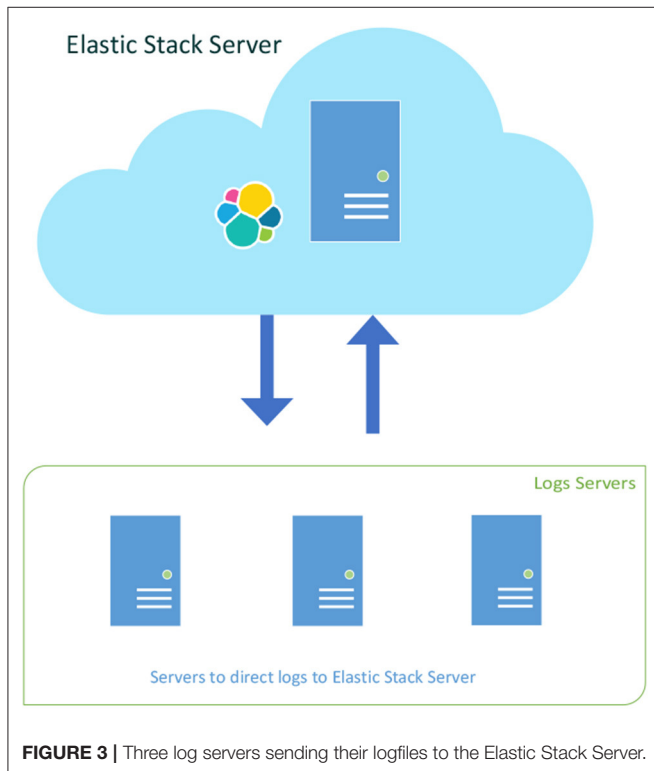 Elastic Stack Server
Logs Servers
Servers to direct logs to Elastic Stack Server
FIGURE 3 | Three log servers sending their logfiles to the Elastic Stack Server.